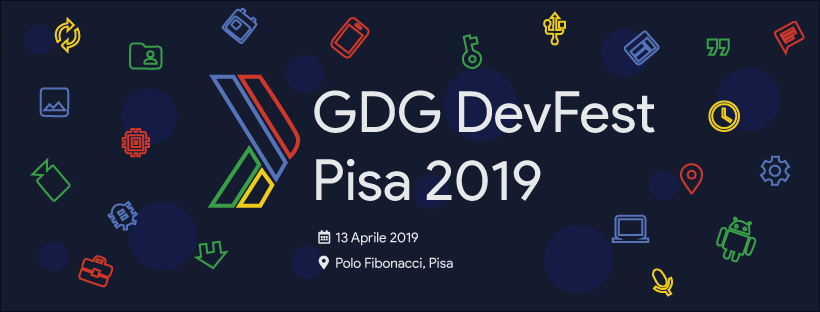 GDG DevFest
Pisa 2019
13 Aprile 2019
Polo Fibonacci, Pisa